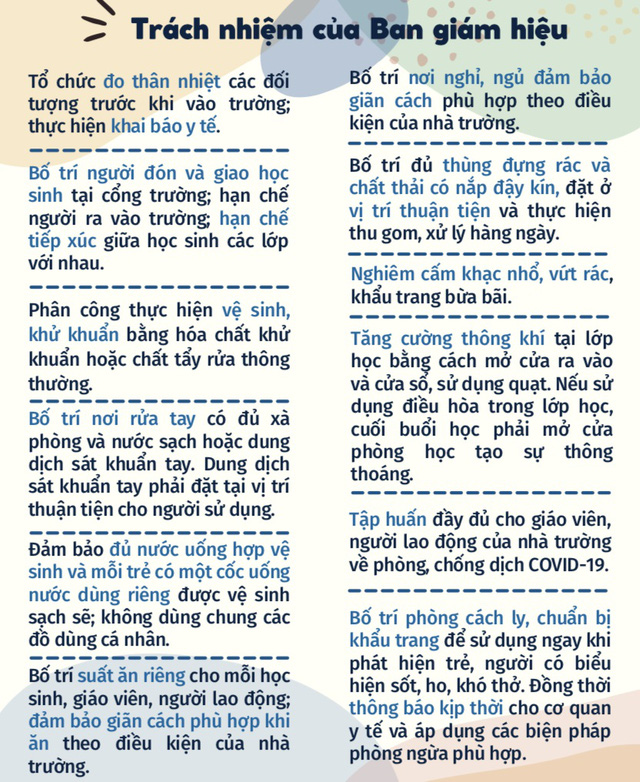 Trách nhiệm của Ban giám hiệu
Tổ chức đo thân nhiệt các đối
tượng trước khi vào trường;
thực hiện khai báo y tế.
Bố trí người đón và giao học
sinh tại cổng trường; hạn chế
người ra vào trường; hạn chế
tiếp xúc giữa học sinh các lớp
với nhau.
Phân công thực hiện vệ sinh,
khử khuẩn bằng hóa chất khử
khuẩn hoặc chất tẩy rửa thông
thường.
Bố trí nơi rửa tay có đủ xà
phòng và nước sạch hoặc dung
dịch sát khuẩn tay. Dung dịch
sát khuẩn tay phải đặt tại vị trí
thuận tiện cho người sử dụng.
Đảm bảo đủ nước uống hợp vệ
sinh và mỗi trẻ có một cốc uống
nước dùng riêng được vệ sinh
sạch sẽ; không dùng chung các
đồ dùng cá nhân.
Bố trí suất ăn riêng cho mỗi học
sinh, giáo viên, người lao động;
đảm bảo giãn cách phù hợp khi
ăn theo điều kiện của nhà
trường.
Bố trí nơi nghỉ, ngủ đảm bảo
giãn cách phù hợp theo điều
kiện của nhà trường.
Bố trí đủ thùng đựng rác và
chất thải có nắp đậy kín, đặt ở
vị trí thuận tiện và thực hiện
thu gom, xử lý hàng ngày.
Nghiêm cấm khạc nhổ, vứt rác,
khẩu trang bừa bãi.
Tăng cường thông khí tại lớp
học bằng cách mở cửa ra vào
và cửa sổ, sử dụng quạt. Nếu sử
dụng điều hòa trong lớp học,
cuối buổi học phải mở cửa
phòng học tạo sự thông
thoáng.
Tập huấn đầy đủ cho giáo viên,
người lao động của nhà trường
về phòng, chống dịch COVID-19.
Bố trí phòng cách ly, chuẩn bị
khẩu trang để sử dụng ngay khi
phát hiện trẻ, người có biểu
hiện sốt, ho, khó thở. Đồng thời
thông báo kịp thời cho cơ quan
y tế và áp dụng các biện pháp
phòng ngừa phù hợp.